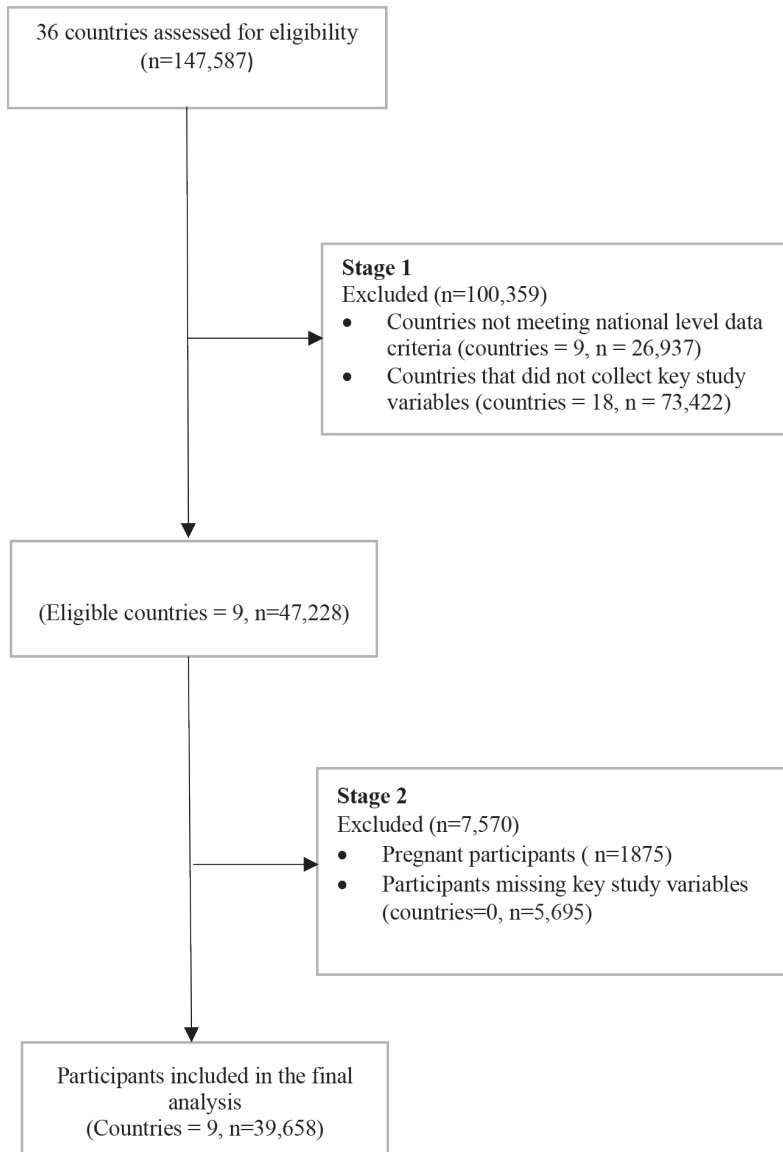 36 countries assessed for eligibility
(n=147,587)
Stage 1
Excluded (n=100,359)
• Countries not meeting national level data
criteria (countries = 9, n = 26,937)
• Countries that did not collect key study
variables (countries = 18, n = 73,422)
(Eligible countries = 9, n=47,228)
Stage 2
Excluded (n=7,570)
• Pregnant participants ( n=1875)
• Participants missing key study variables
(countries=0, n=5,695)
Participants included in the final
analysis
(Countries = 9, n=39,658)